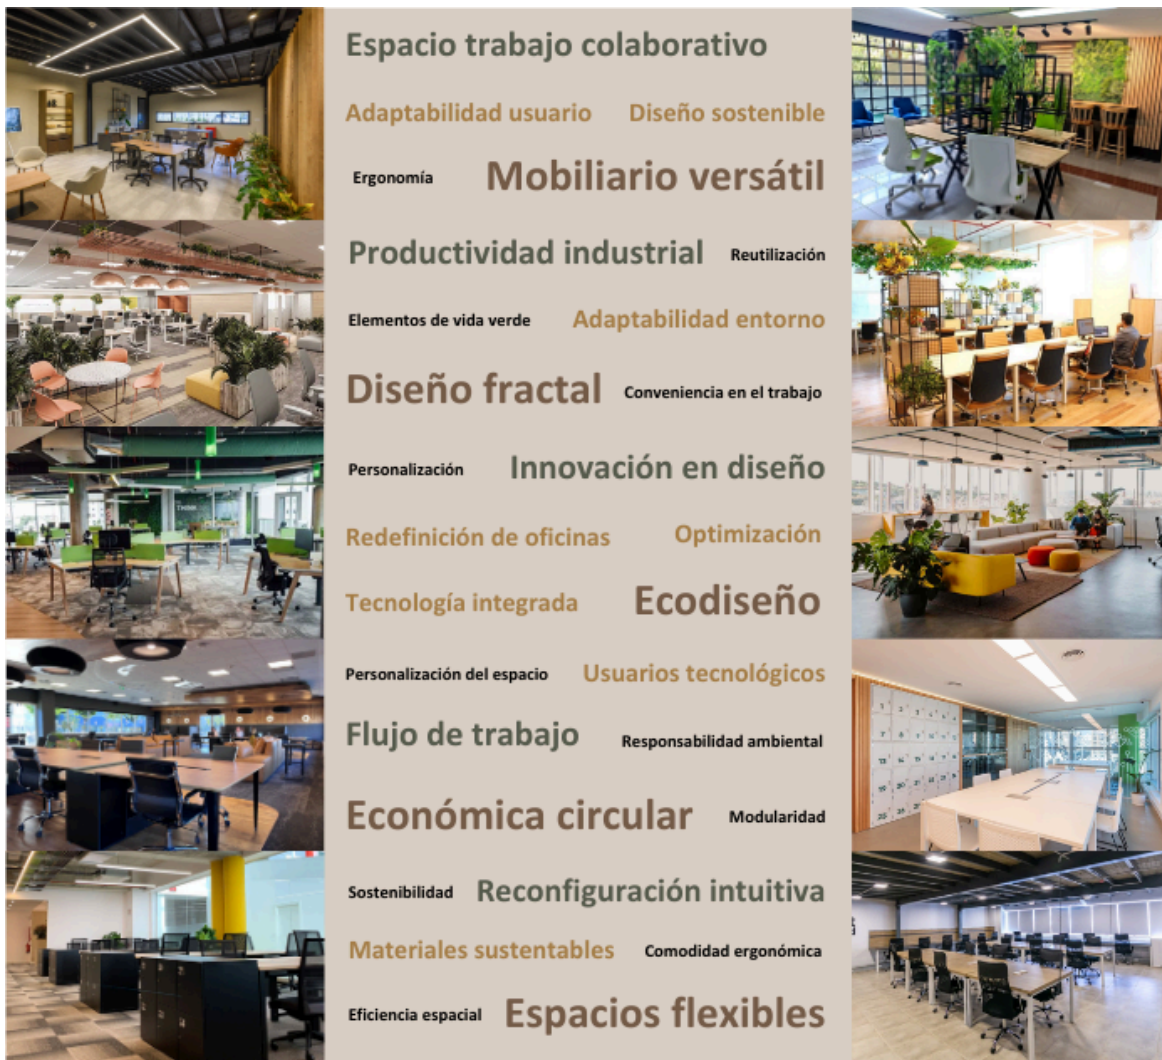 Espacio trabajo colaborativo
Adaptabilidad usuario Diseño sostenible
Ergonomía Mobiliario versátil
Productividad industrial Reutilización
Elementos de vida verde Adaptabilidad entorno
Diseño fractal Conveniencia en el trabajo
Personalización Innovación en diseño
Redefinición de oficinas Optimización
Tecnología integrada Ecodiseño
Personalización del espacio Usuarios tecnológicos
Flujo de trabajo Responsabilidad ambiental
Económica circular Modularidad
Sostenibilidad Reconfiguración intuitiva
Materiales sustentables Comodidad ergonómica
Eficiencia espacial Espacios flexibles
THINK